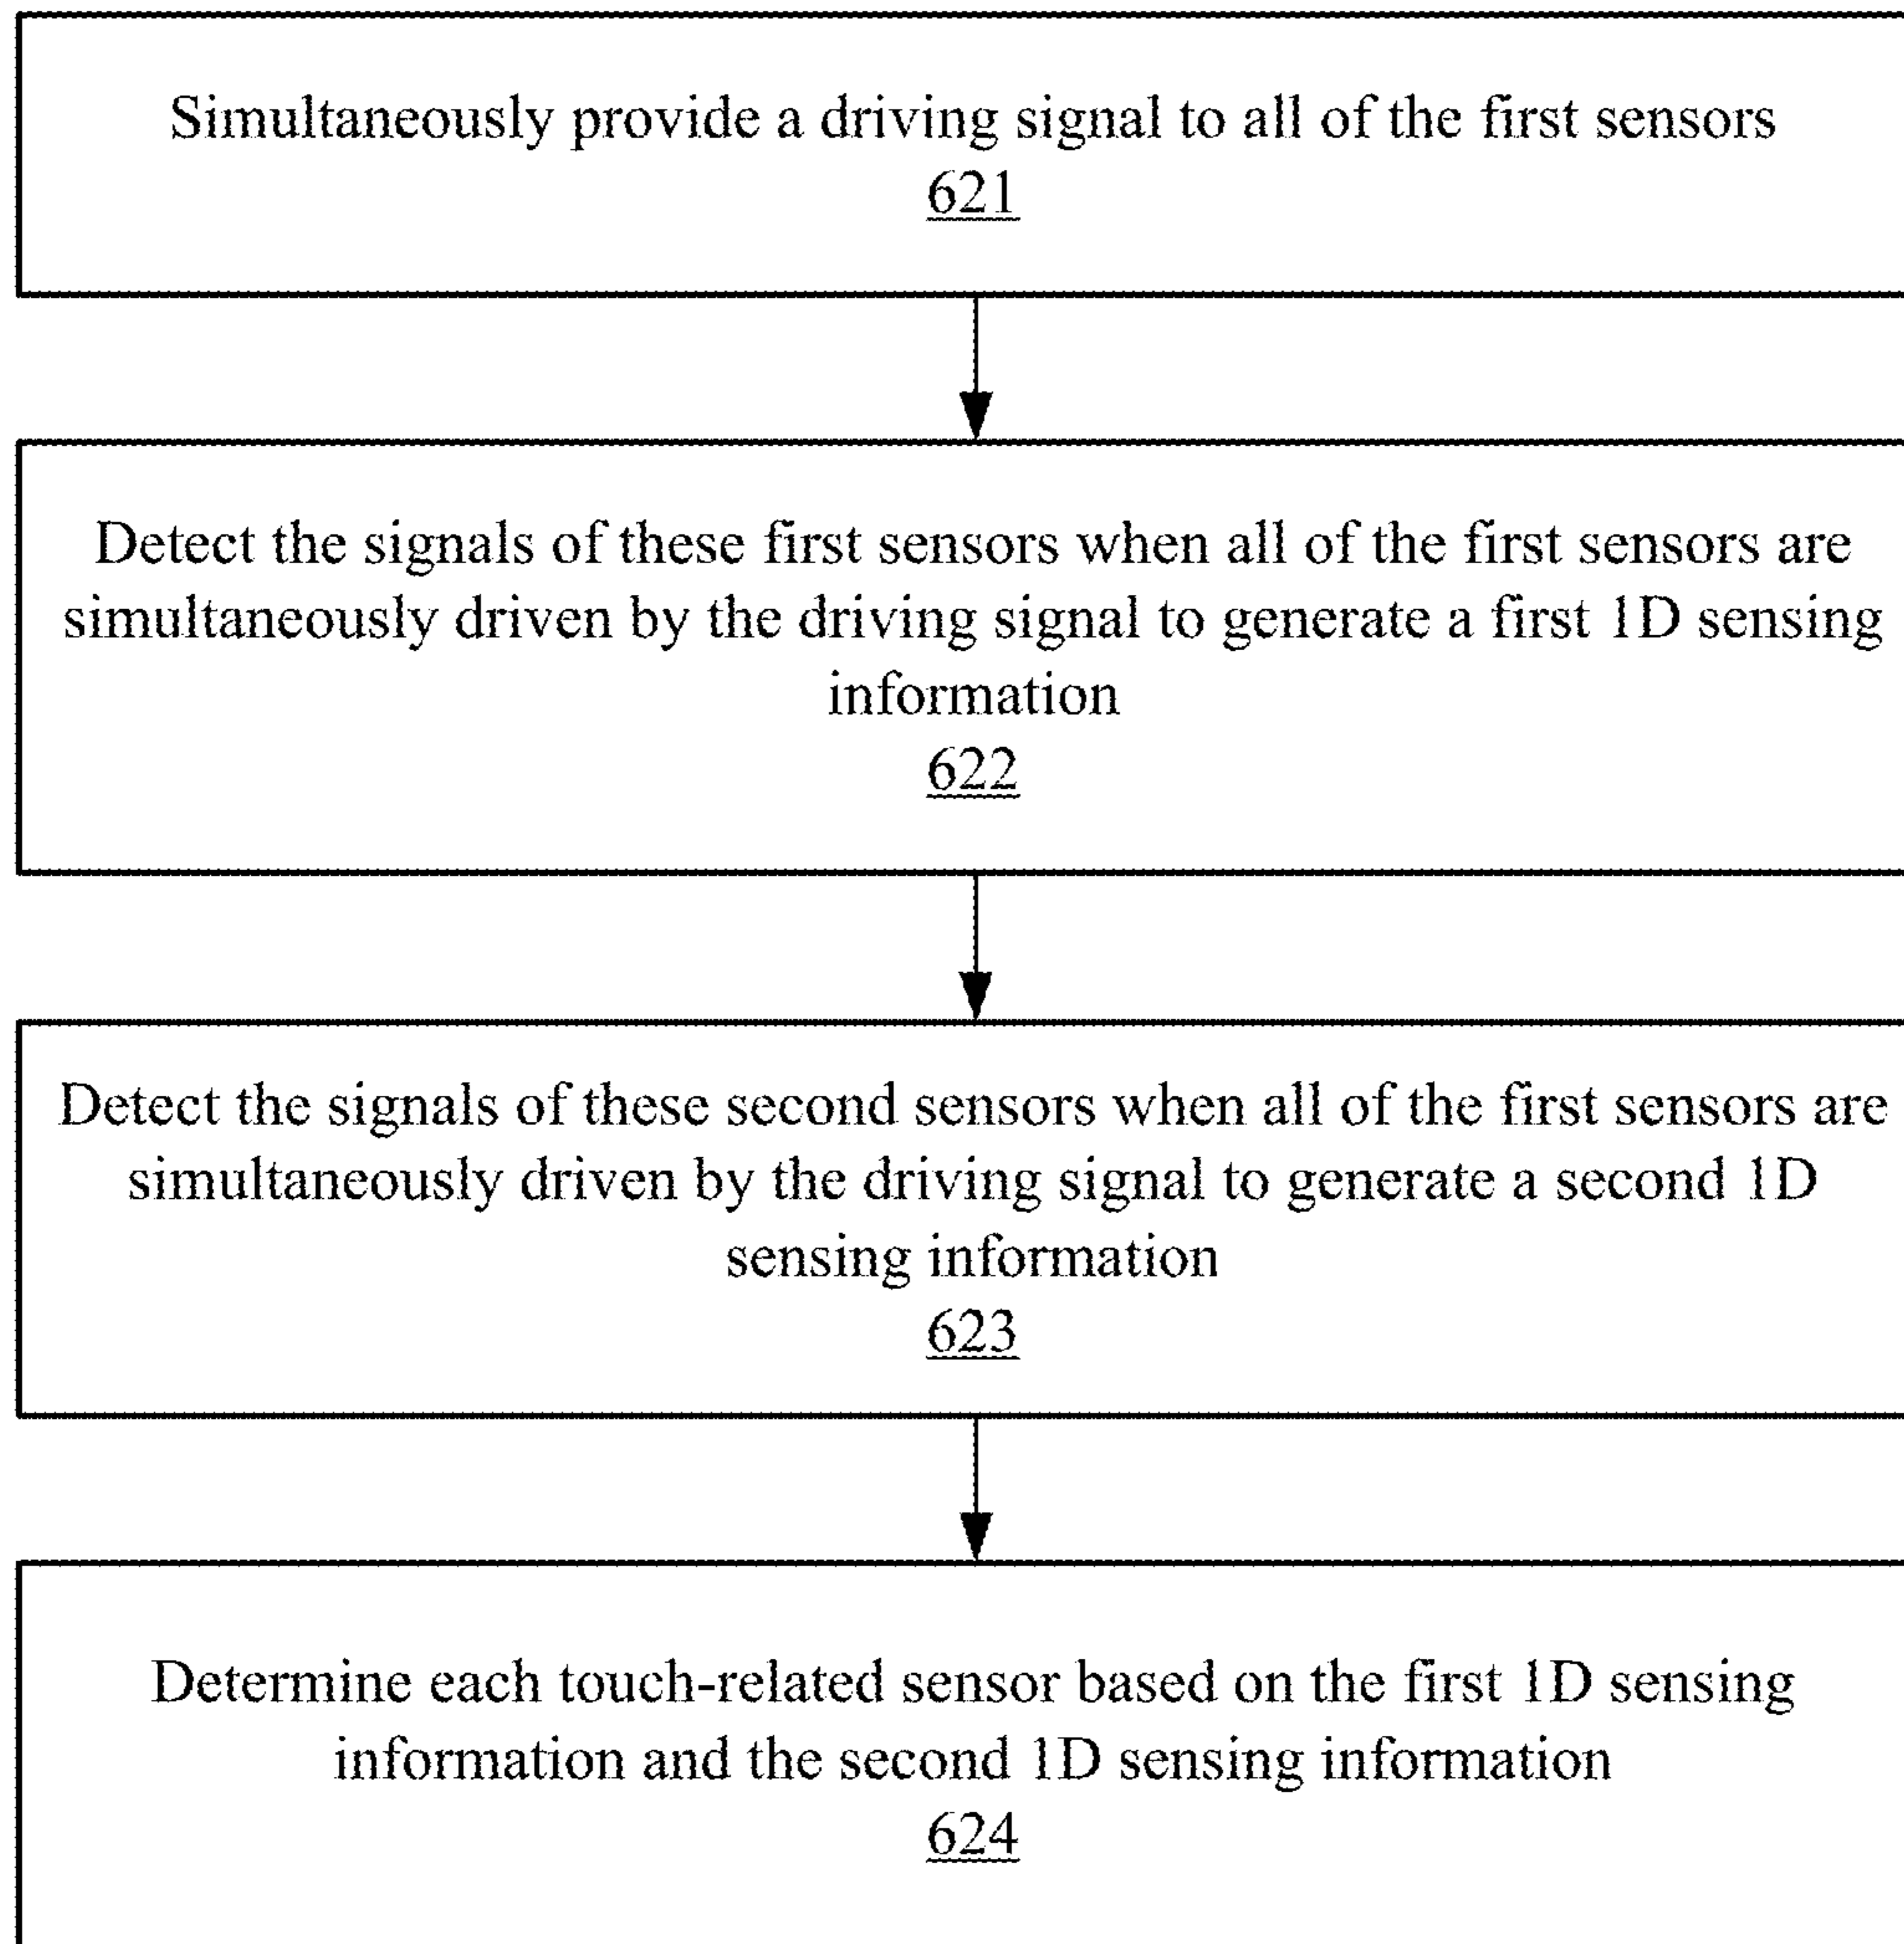 Simultaneously provide a driving signal to all of the first sensors
621
Detect the signals of these first sensors when all of the first sensors are
simultaneously driven by the driving signal to generate a first 1D sensing
information
622
Detect the signals of these second sensors when all of the first sensors are
simultaneously driven by the driving signal to generate a second 1D
sensing information
623
Determine each touch-related sensor based on the first 1D sensing
information and the second 1D sensing information
624